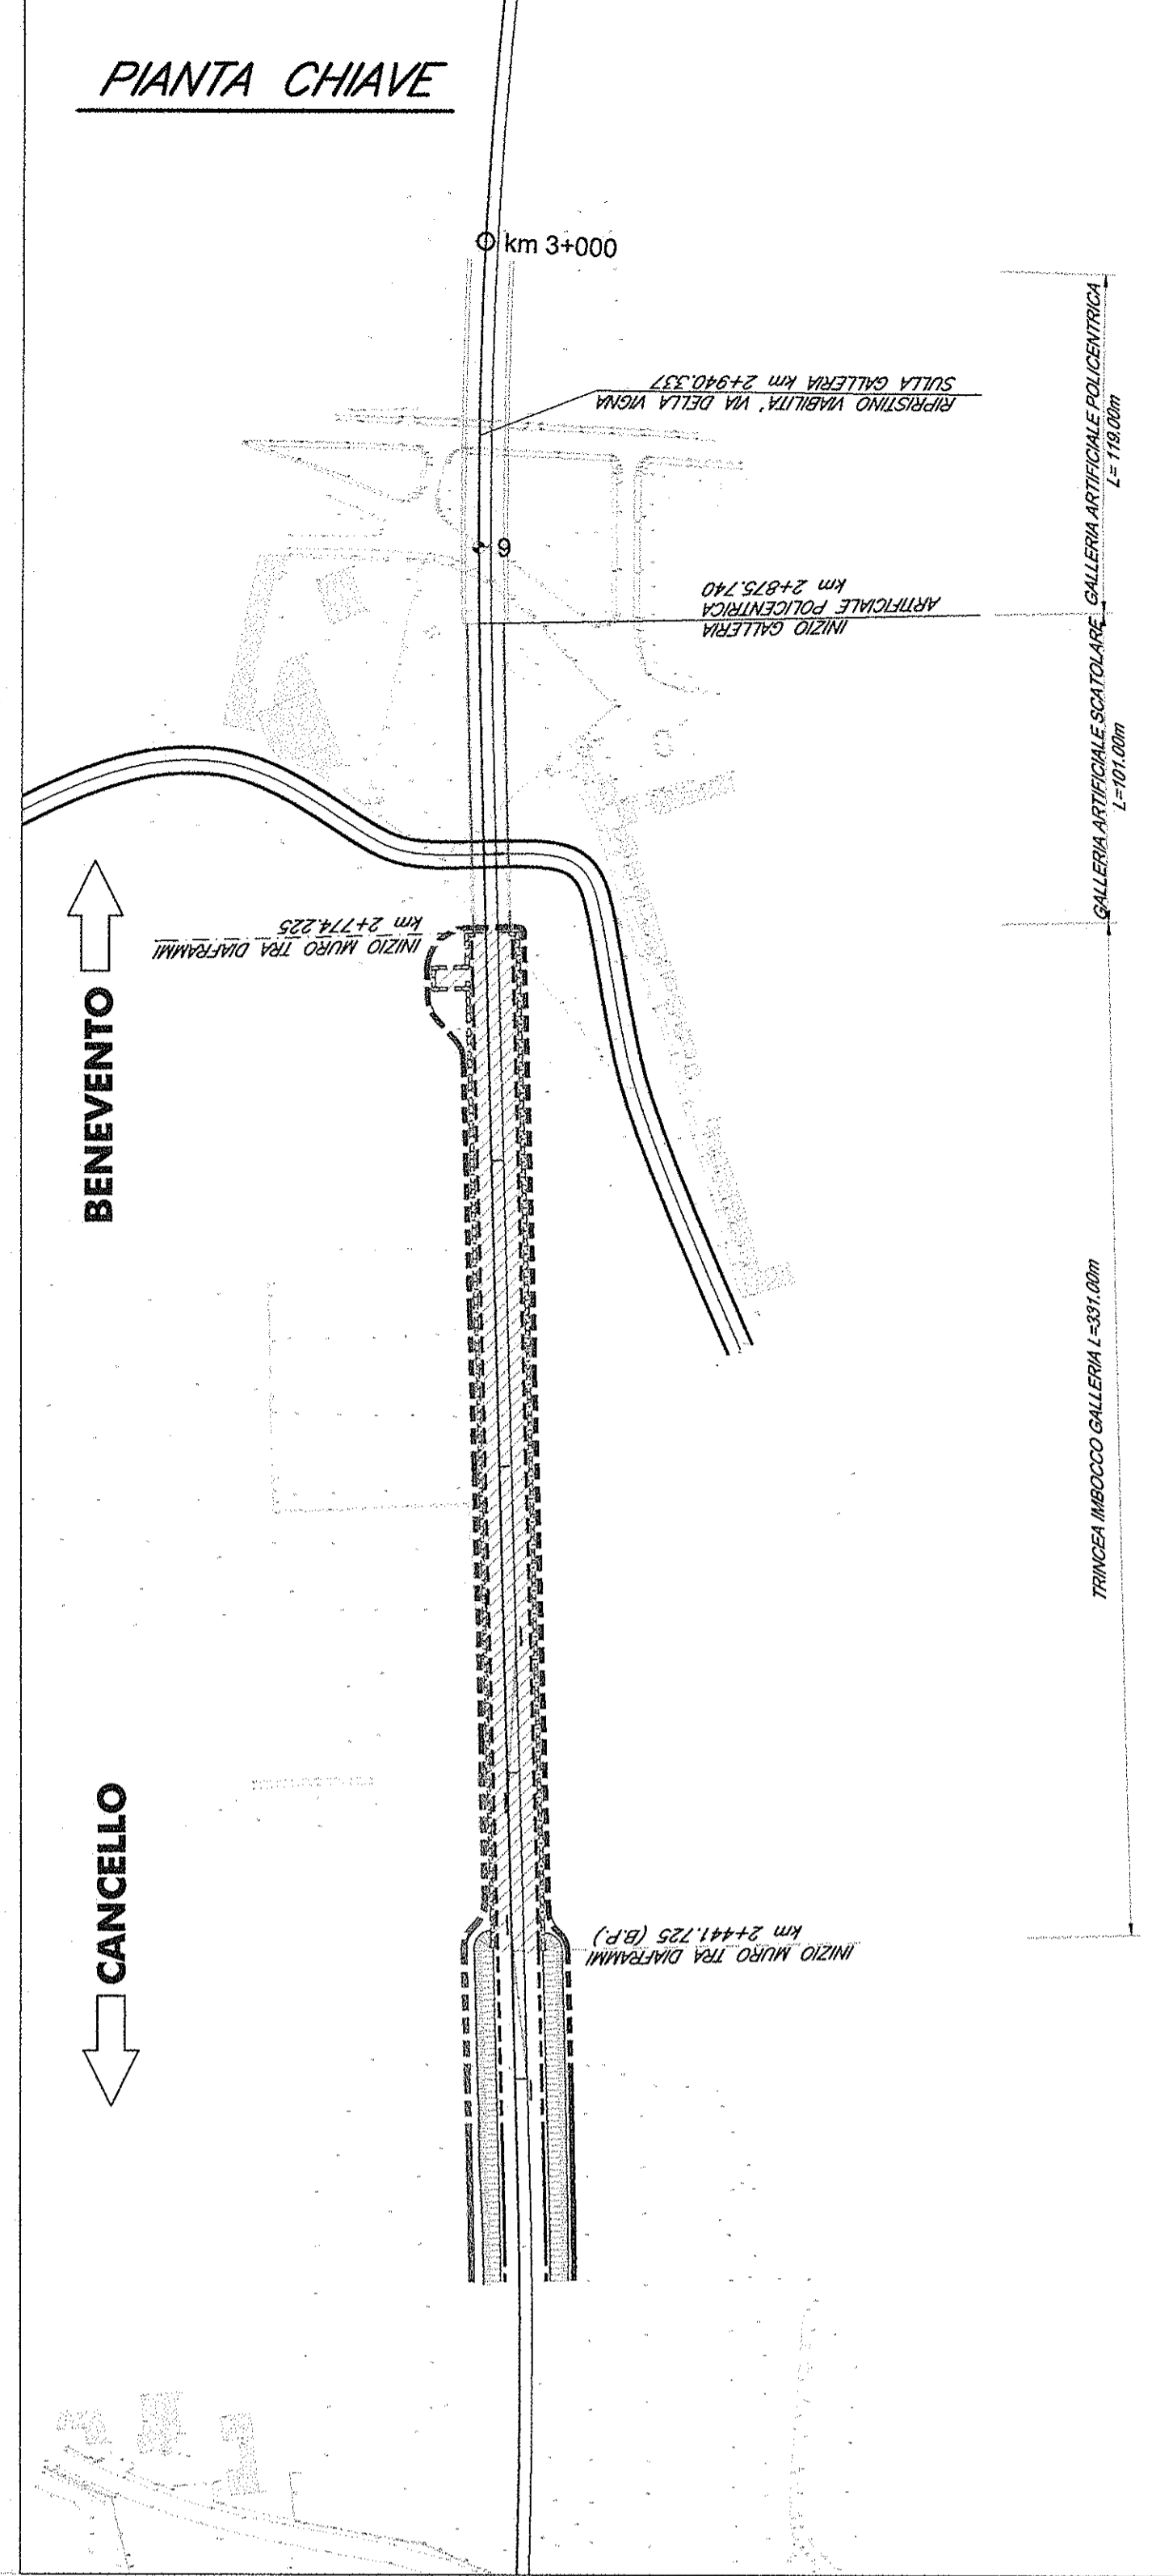 PIANTA CHIAVE
km 3+000
RIPRISTINO VIABILITA' VIA DELLA VIGNA
SULLA GALLERIA km 2+940.337
9
INIZIO GALLERIA
ARTIFICIALE POLICENTRICA
km 2+875.740
GALLERIA ARTIFICIALE POLICENTRICA
L= 119.00m
GALLERIA ARTIFICIALE SCATOLARE
L=101.00m
INIZIO MURO TRA DIAFRAMMI
km 2+774.225
BENEVENTO
TRINCEA IMBOCCO GALLERIA L=331.00m
CANCELLO
INIZIO MURO TRA DIAFRAMMI
km 2+441.725 (B.P.)